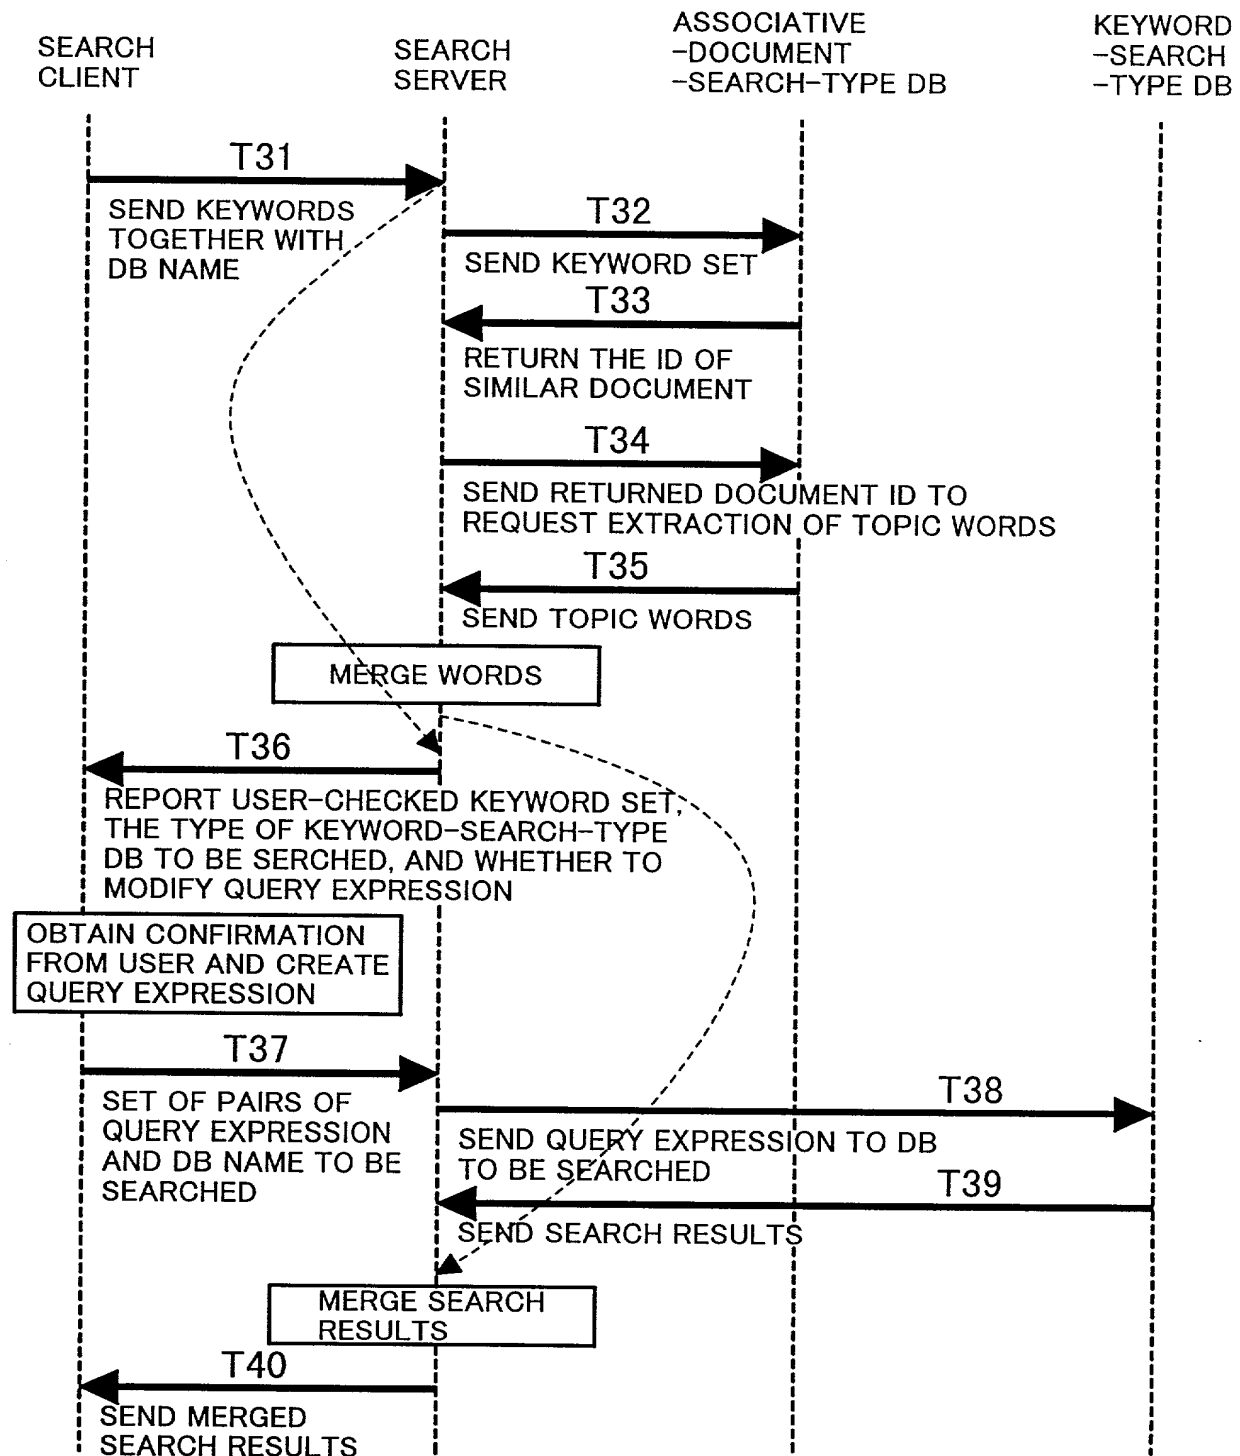 SEARCH
CLIENT
SEARCH
SERVER
ASSOCIATIVE
-DOCUMENT
-SEARCH-TYPE DB
KEYWORD
-SEARCH
-TYPE DB
T31
SEND KEYWORDS
TOGETHER WITH
DB NAME
T32
SEND KEYWORD SET
T33
RETURN THE ID OF
SIMILAR DOCUMENT
T34
SEND RETURNED DOCUMENT ID TO
REQUEST EXTRACTION OF TOPIC WORDS
T35
SEND TOPIC WORDS
MERGE WORDS
T36
REPORT USER-CHECKED KEYWORD SET,
THE TYPE OF KEYWORD-SEARCH-TYPE
DB TO BE SERCHED, AND WHETHER TO
MODIFY QUERY EXPRESSION
OBTAIN CONFIRMATION
FROM USER AND CREATE
QUERY EXPRESSION
T37
SET OF PAIRS OF
QUERY EXPRESSION
AND DB NAME TO BE
SEARCHED
T38
SEND QUERY EXPRESSION TO DB
TO BE SEARCHED
T39
SEND SEARCH RESULTS
MERGE SEARCH
RESULTS
T40
SEND MERGED
SEARCH RESULTS